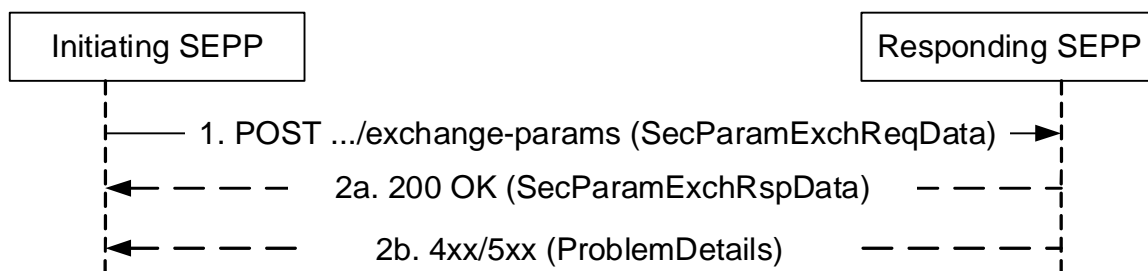 Initiating SEPP
Responding SEPP
1. POST .../exchange-params (SecParamExchReqData)
2a. 200 OK (SecParamExchRspData)
2b. 4xx/5xx (ProblemDetails)